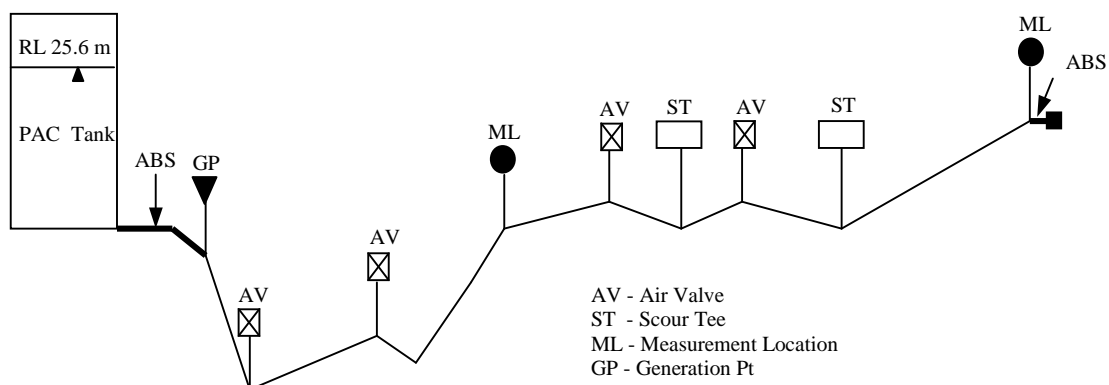 RL 25.6 m
PAC Tank
ABS
GP
AV
AV
ML
AV
ST
AV
ST
ML
ABS
AV - Air Valve
ST - Scour Tee
ML - Measurement Location
GP - Generation Pt